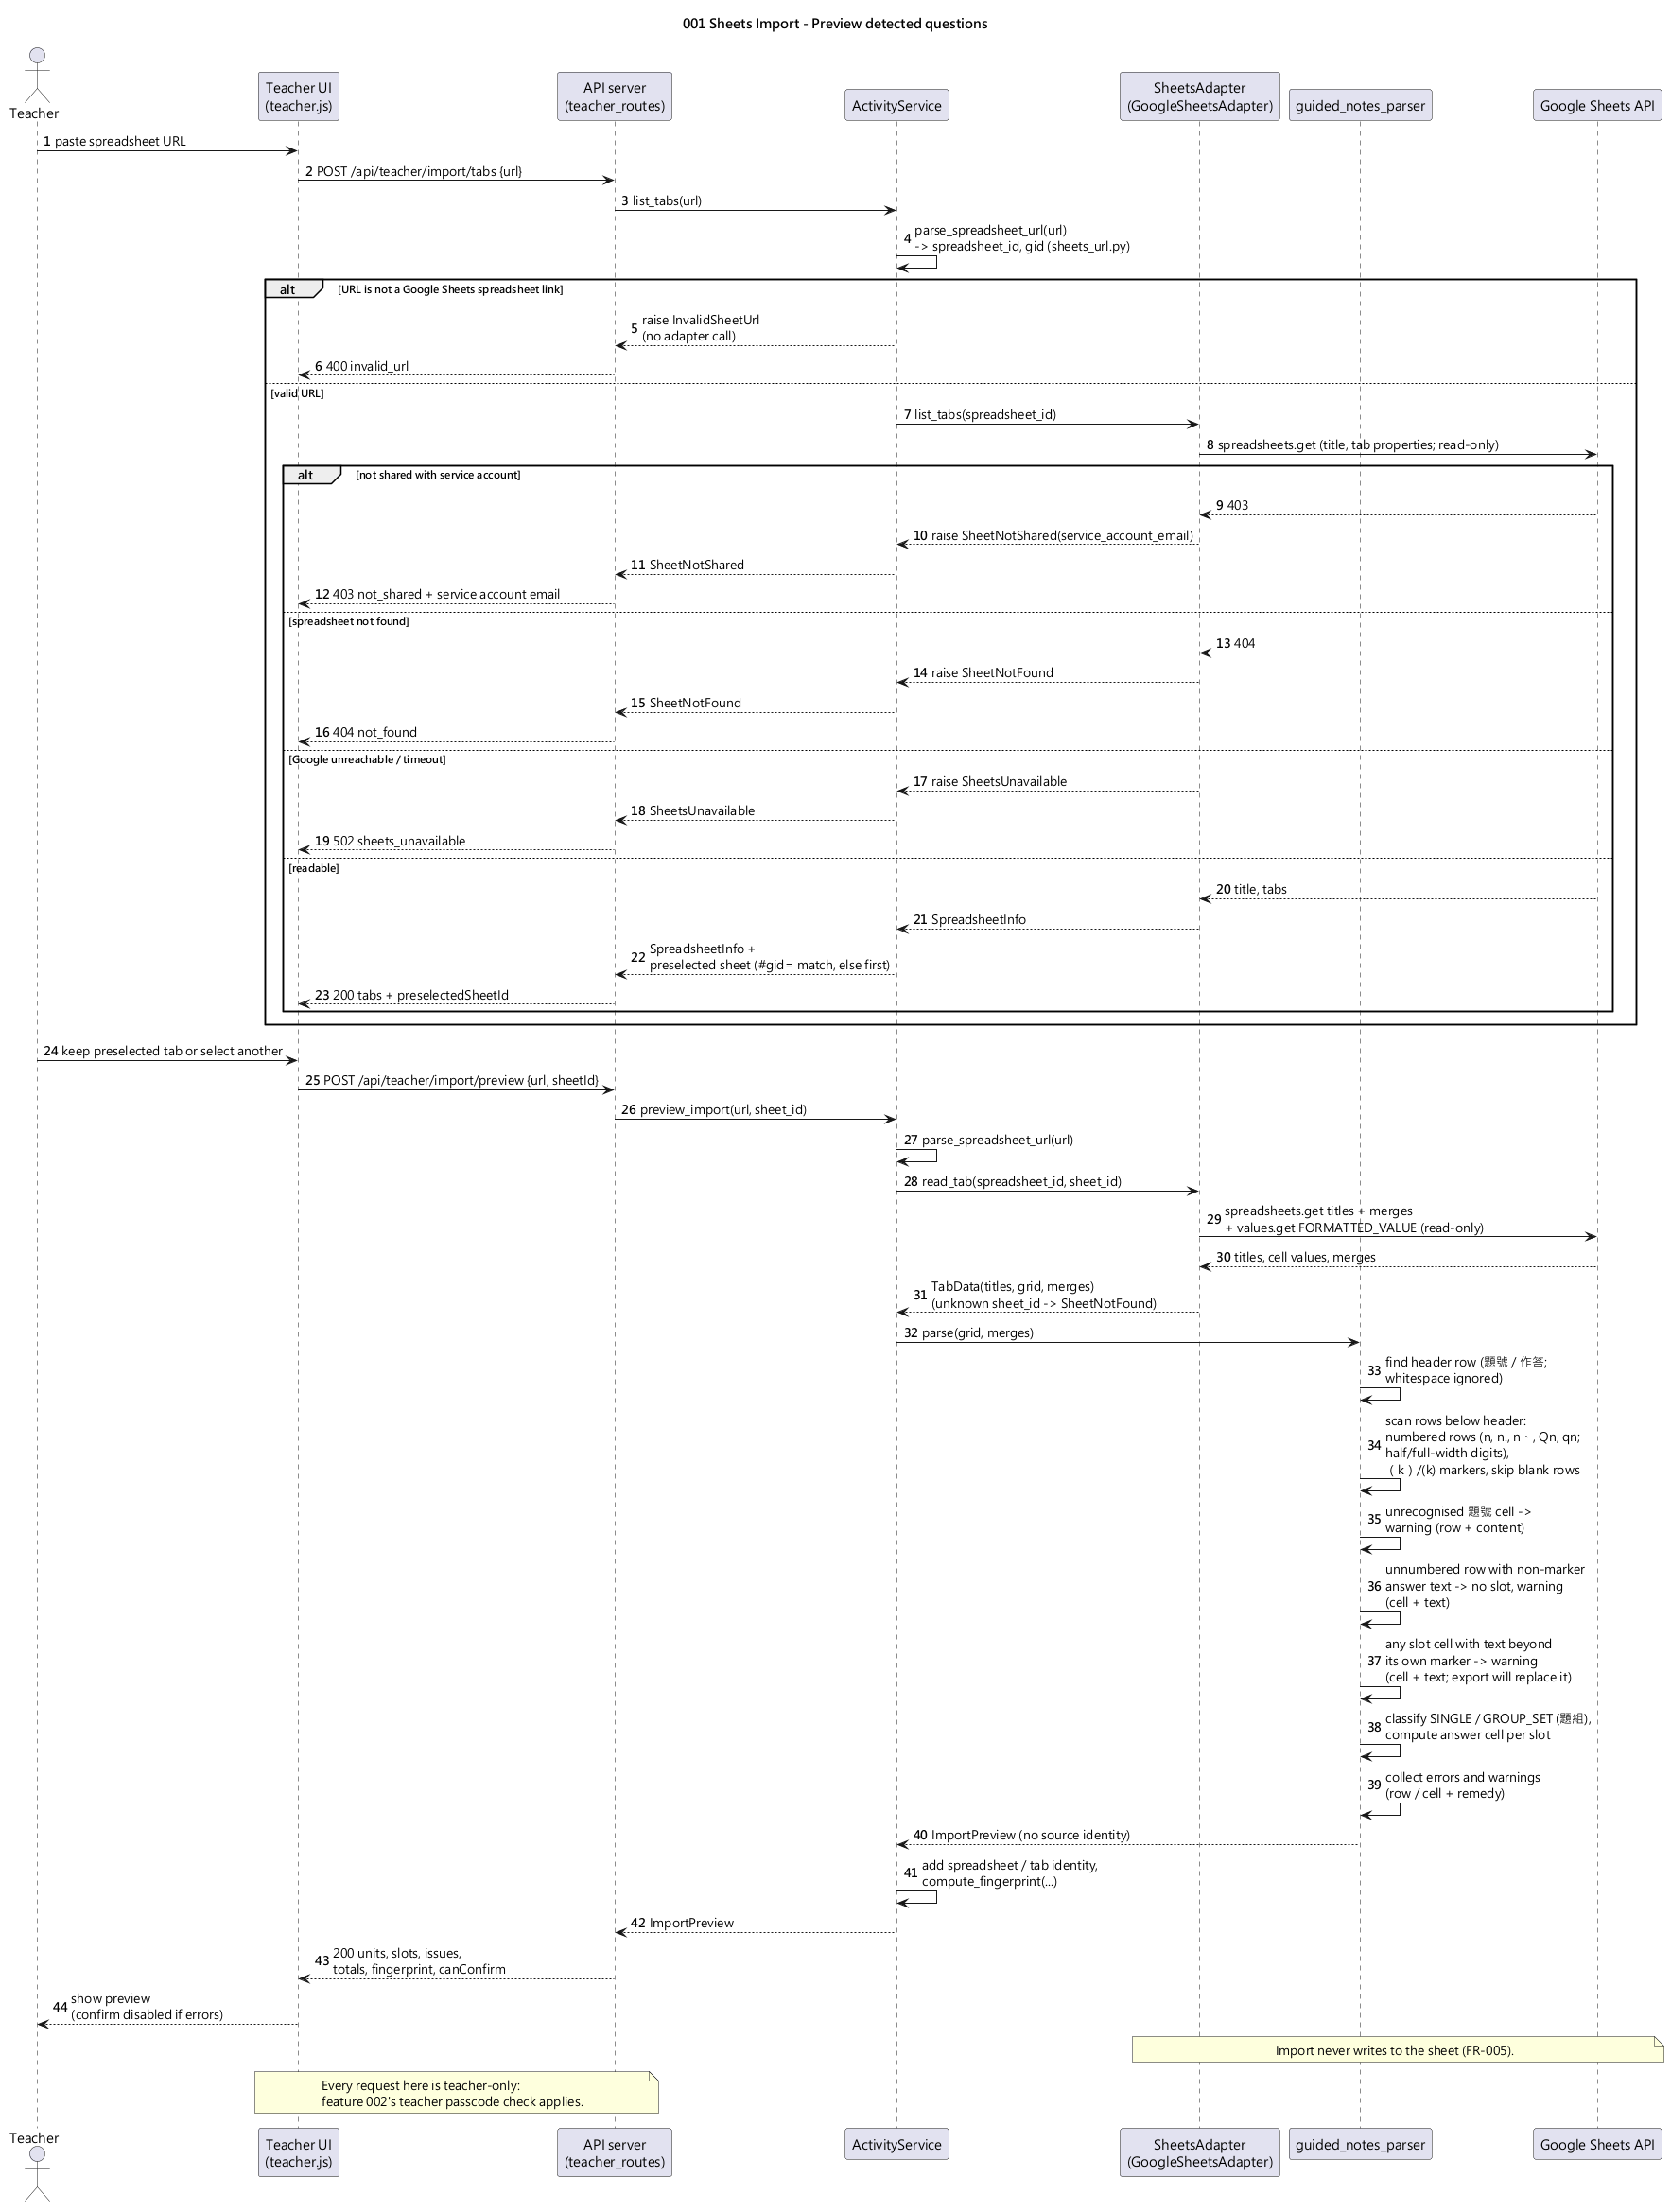 001 Sheets Import - Preview detected questions
Teacher
Teacher UI
(teacher.js)
API server
(teacher_routes)
ActivityService
SheetsAdapter
(GoogleSheetsAdapter)
guided_notes_parser
Google Sheets API
1 paste spreadsheet URL
2 POST /api/teacher/import/tabs {url}
3 list_tabs(url)
4 parse_spreadsheet_url(url)
-> spreadsheet_id, gid (sheets_url.py)
alt [URL is not a Google Sheets spreadsheet link]
5 raise InvalidSheetUrl
(no adapter call)
6 400 invalid_url
[valid URL]
7 list_tabs(spreadsheet_id)
8 spreadsheets.get (title, tab properties; read-only)
alt [not shared with service account]
9 403
10 raise SheetNotShared(service_account_email)
11 SheetNotShared
12 403 not_shared + service account email
[spreadsheet not found]
13 404
14 raise SheetNotFound
15 SheetNotFound
16 404 not_found
[Google unreachable / timeout]
17 raise SheetsUnavailable
18 SheetsUnavailable
19 502 sheets_unavailable
[readable]
20 title, tabs
21 SpreadsheetInfo
22 SpreadsheetInfo +
preselected sheet (#gid= match, else first)
23 200 tabs + preselectedSheetId
24 keep preselected tab or select another
25 POST /api/teacher/import/preview {url, sheetId}
26 preview_import(url, sheet_id)
27 parse_spreadsheet_url(url)
28 read_tab(spreadsheet_id, sheet_id)
29 spreadsheets.get titles + merges
+ values.get FORMATTED_VALUE (read-only)
30 titles, cell values, merges
31 TabData(titles, grid, merges)
(unknown sheet_id -> SheetNotFound)
32 parse(grid, merges)
33 find header row (題號 / 作答;
whitespace ignored)
34 scan rows below header:
numbered rows (n, n., n、, Qn, qn;
half/full-width digits),
（k）/(k) markers, skip blank rows
35 unrecognised 題號 cell ->
warning (row + content)
36 unnumbered row with non-marker
answer text -> no slot, warning
(cell + text)
37 any slot cell with text beyond
its own marker -> warning
(cell + text; export will replace it)
38 classify SINGLE / GROUP_SET (題組),
compute answer cell per slot
39 collect errors and warnings
(row / cell + remedy)
40 ImportPreview (no source identity)
41 add spreadsheet / tab identity,
compute_fingerprint(...)
42 ImportPreview
43 200 units, slots, issues,
totals, fingerprint, canConfirm
44 show preview
(confirm disabled if errors)
Import never writes to the sheet (FR-005).
Every request here is teacher-only:
feature 002's teacher passcode check applies.
Teacher
Teacher UI
(teacher.js)
API server
(teacher_routes)
ActivityService
SheetsAdapter
(GoogleSheetsAdapter)
guided_notes_parser
Google Sheets API